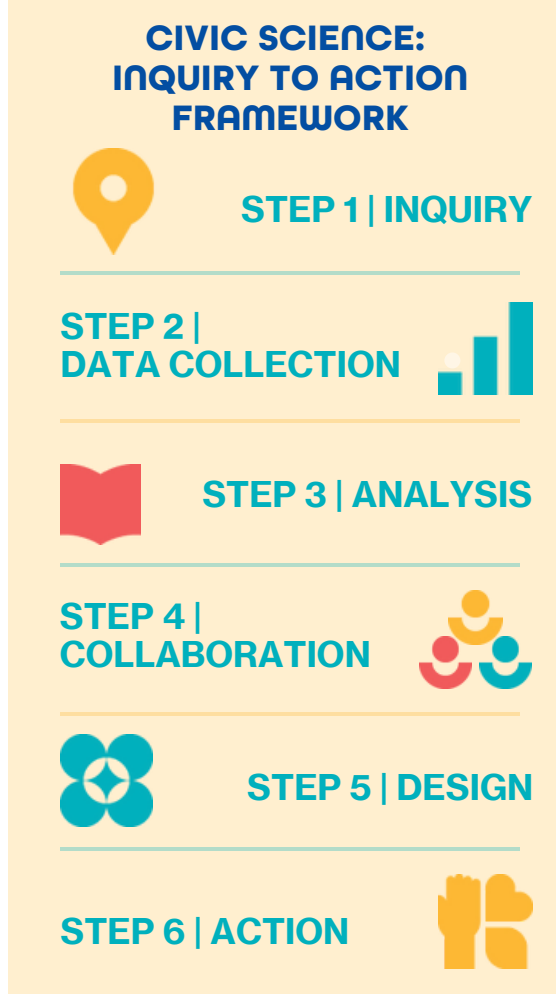 CIVIC SCIENCE:
INQUIRY TO ACTION
FRAMEWORK
STEP 1 | INQUIRY
STEP 2 |
DATA COLLECTION
STEP 3 | ANALYSIS
STEP 4 |
COLLABORATION
STEP 5 | DESIGN
STEP 6 | ACTION